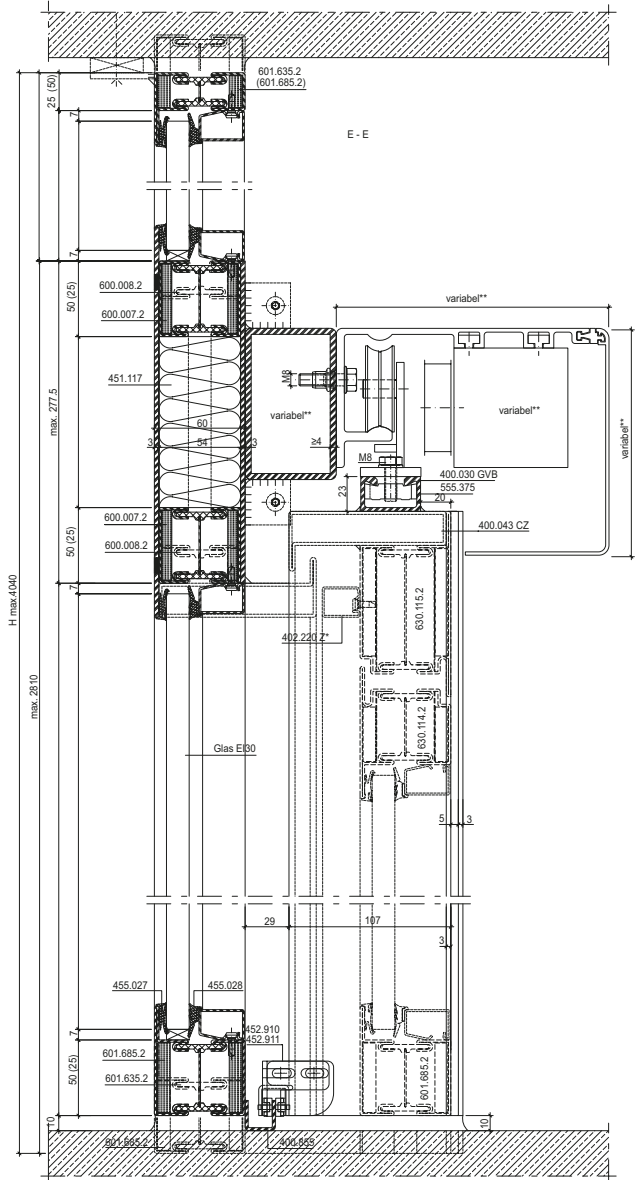 601.635.2
(601.685.2)
25 (50)
E - E
7
7
600.008.2
50 (25)
600.007.2
variabel**
451.117
M8
variabel**
variabel**
variabel**
60
3
54
3
≥4
max. 277.5
M8
400.030 GVB
555.375
20
23
400.043 CZ
600.007.2
600.008.2
50 (25)
7
630.115.2
402.220 Z*
H max.4040
max. 2810
630.114.2
Glas EI30
5
3
29
107
3
455.027
455.028
7
452.910
452.911
601.685.2
601.635.2
50 (25)
601.685.2
10
10
601.685.2
400.853